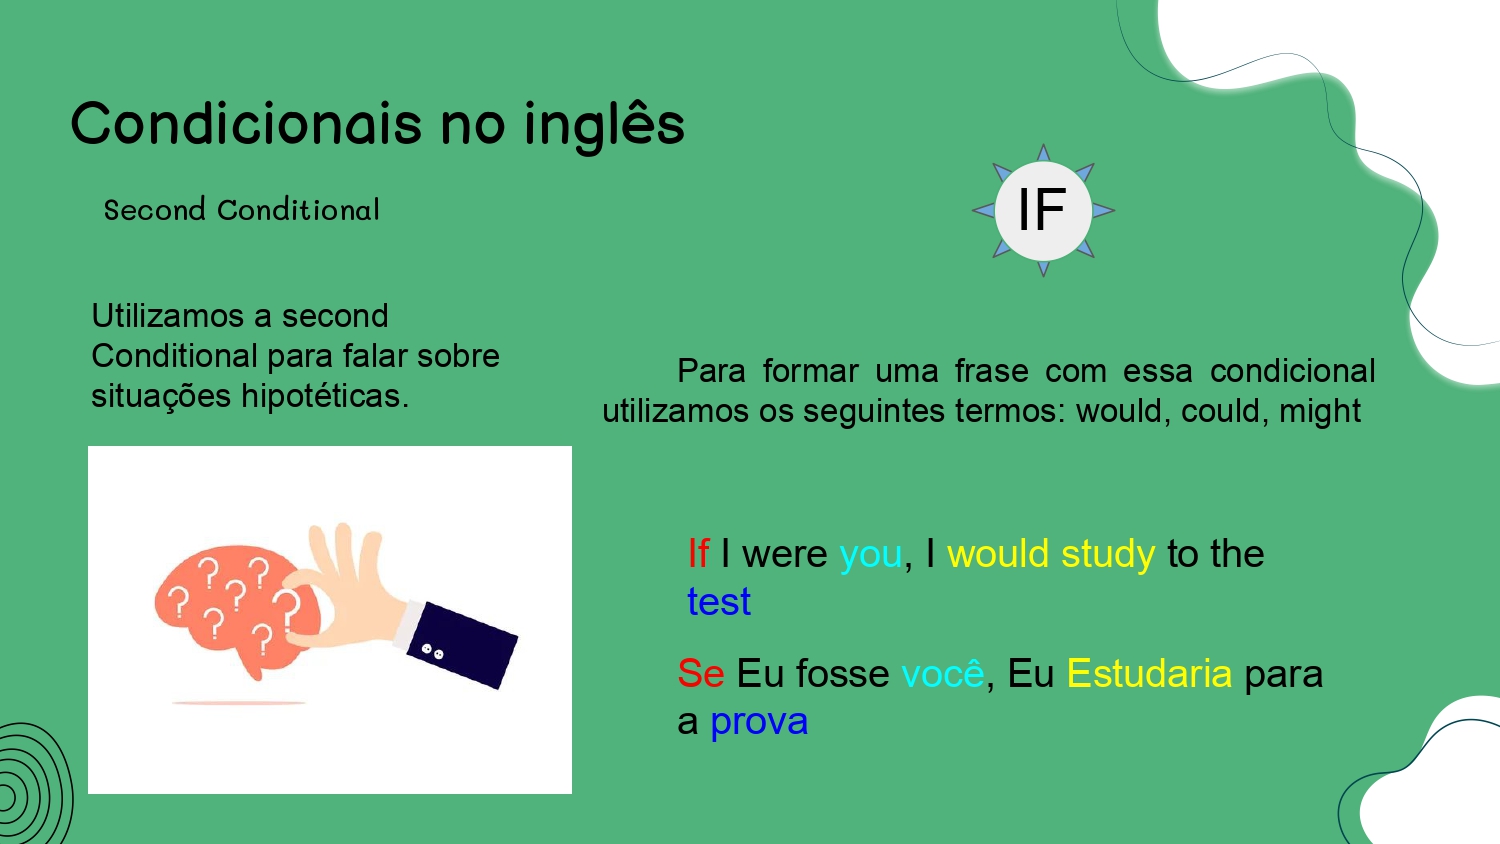 Condicionais no inglês
Second Conditional
IF
Utilizamos a second
Conditional para falar sobre
situações hipotéticas.
Para formar uma frase com essa condicional
utilizamos os seguintes termos: would, could, might
? ? ? ? ? ? ?
If I were you, I would study to the
test
Se Eu fosse você, Eu Estudaria para
a prova